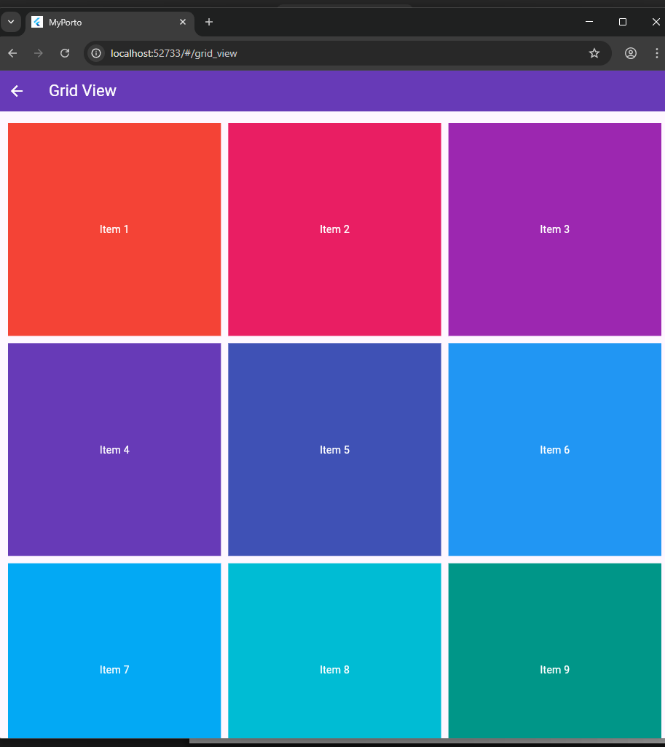 MyPorto
localhost:52733/#/grid_view
Grid View
Item 1
Item 2
Item 3
Item 4
Item 5
Item 6
Item 7
Item 8
Item 9